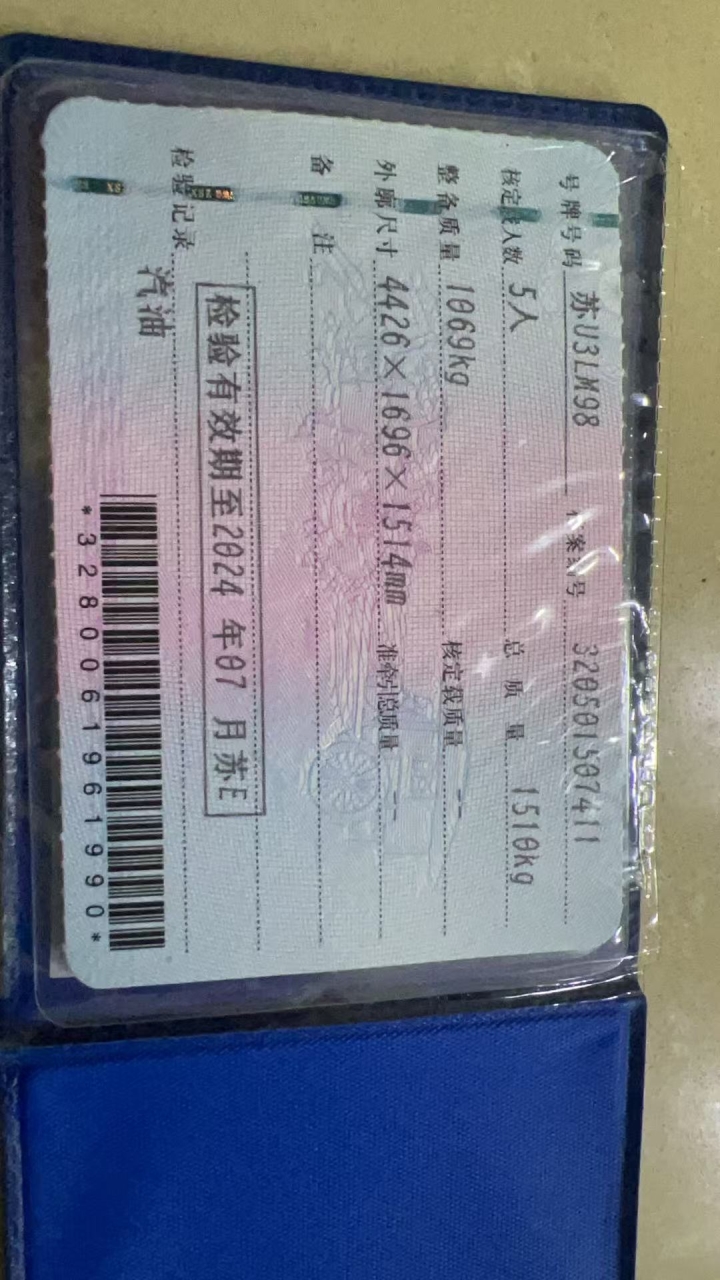 号牌号码 苏U3LM98 档案编号 320501507411
核定载人数 5人 总质量 1510kg
整备质量 1069kg 核定载质量 --
外廓尺寸 4426×1696×1514mm 准牵引总质量 --
备注
检验有效期至2024年07月苏E
检验记录
汽油
*3280061961990*